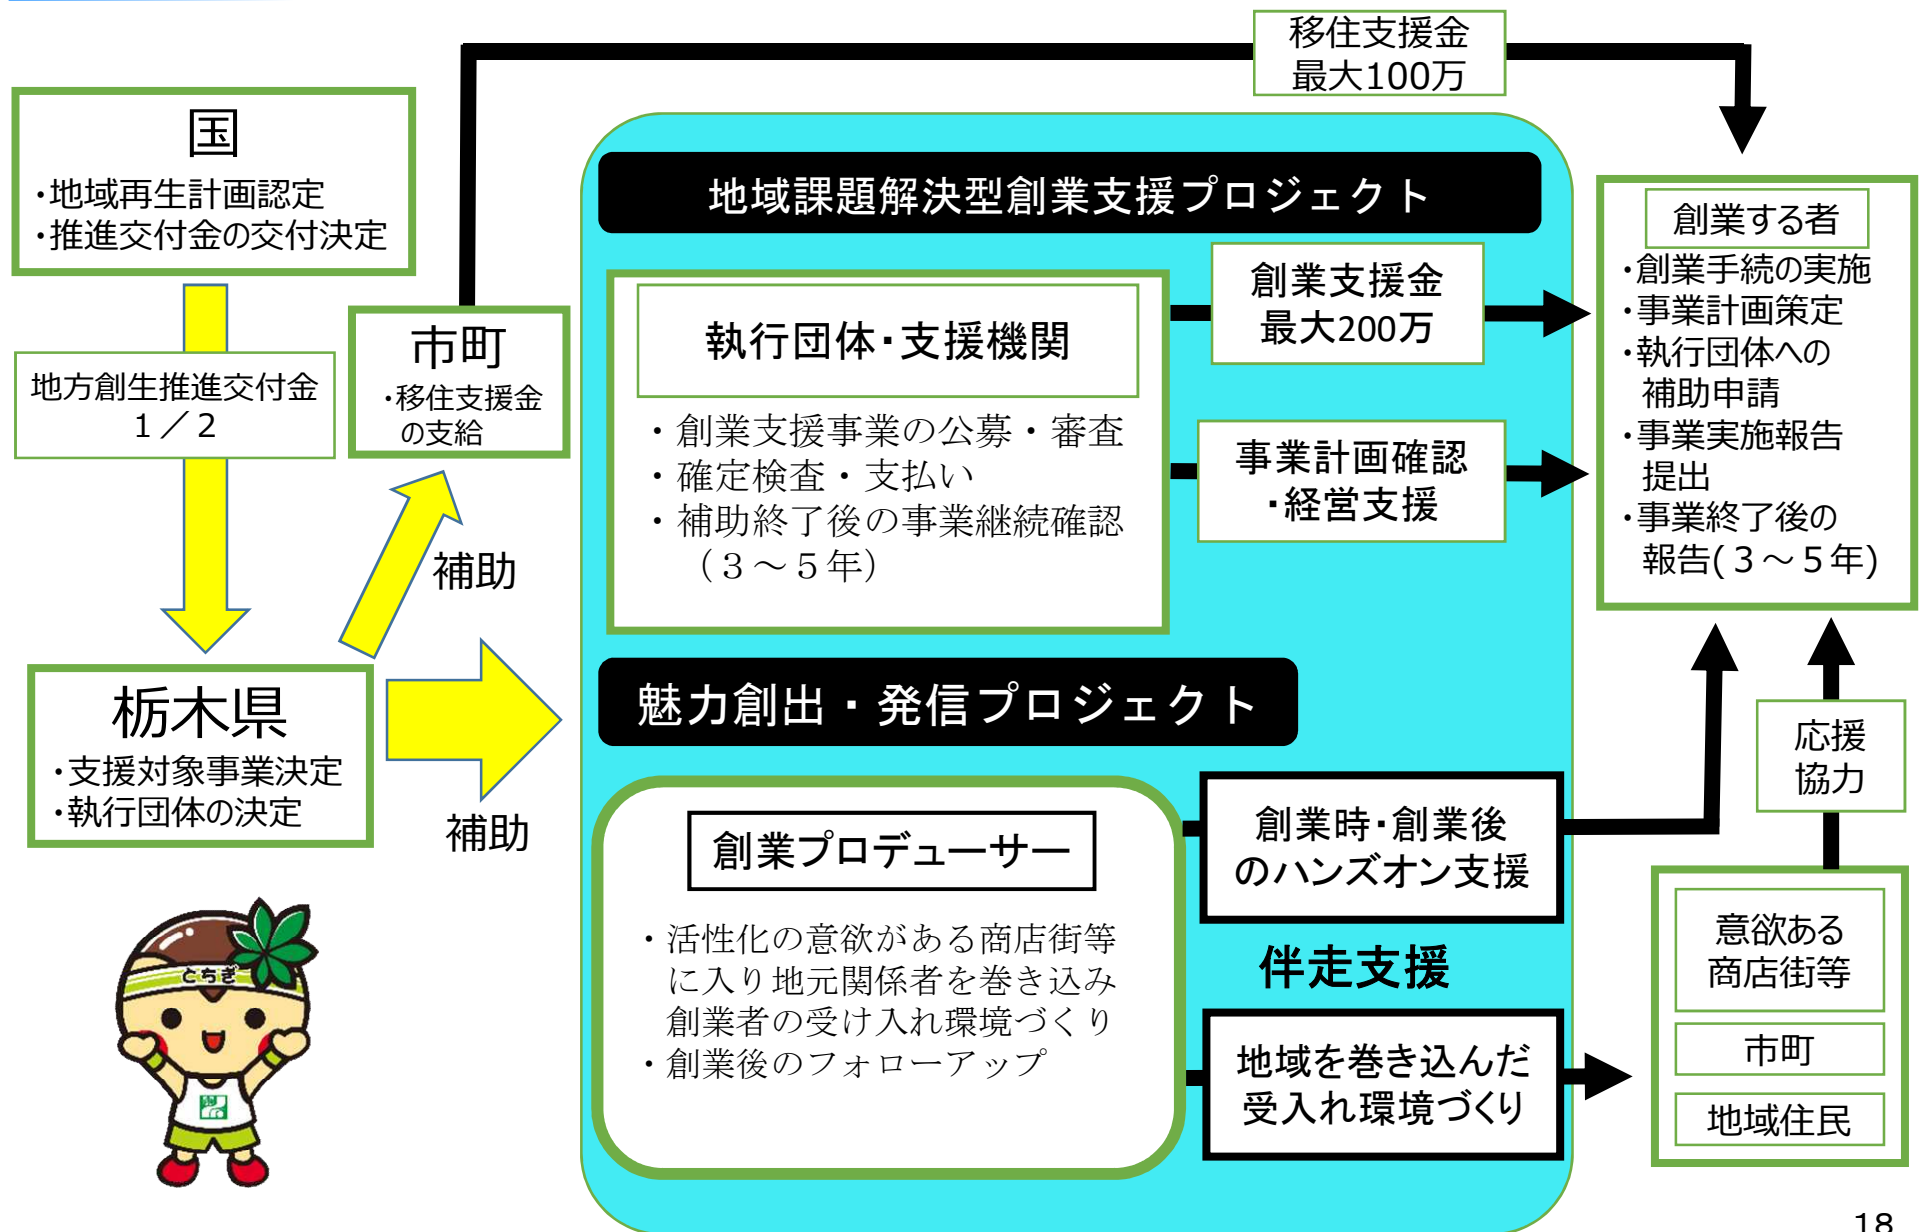 移住支援金
最大100万
国
・地域再生計画認定
・推進交付金の交付決定
地方創生推進交付金
1／2
市町
・移住支援金
の支給
補助
栃木県
・支援対象事業決定
・執行団体の決定
補助
とちぎ
地域課題解決型創業支援プロジェクト
執行団体・支援機関
・創業支援事業の公募・審査
・確定検査・支払い
・補助終了後の事業継続確認
（３～５年）
創業支援金
最大200万
事業計画確認
・経営支援
魅力創出・発信プロジェクト
創業プロデューサー
・活性化の意欲がある商店街等
に入り地元関係者を巻き込み
創業者の受け入れ環境づくり
・創業後のフォローアップ
創業時・創業後
のハンズオン支援
伴走支援
地域を巻き込んだ
受入れ環境づくり
創業する者
・創業手続の実施
・事業計画策定
・執行団体への
補助申請
・事業実施報告
提出
・事業終了後の
報告(３～５年)
応援
協力
意欲ある
商店街等
市町
地域住民
18